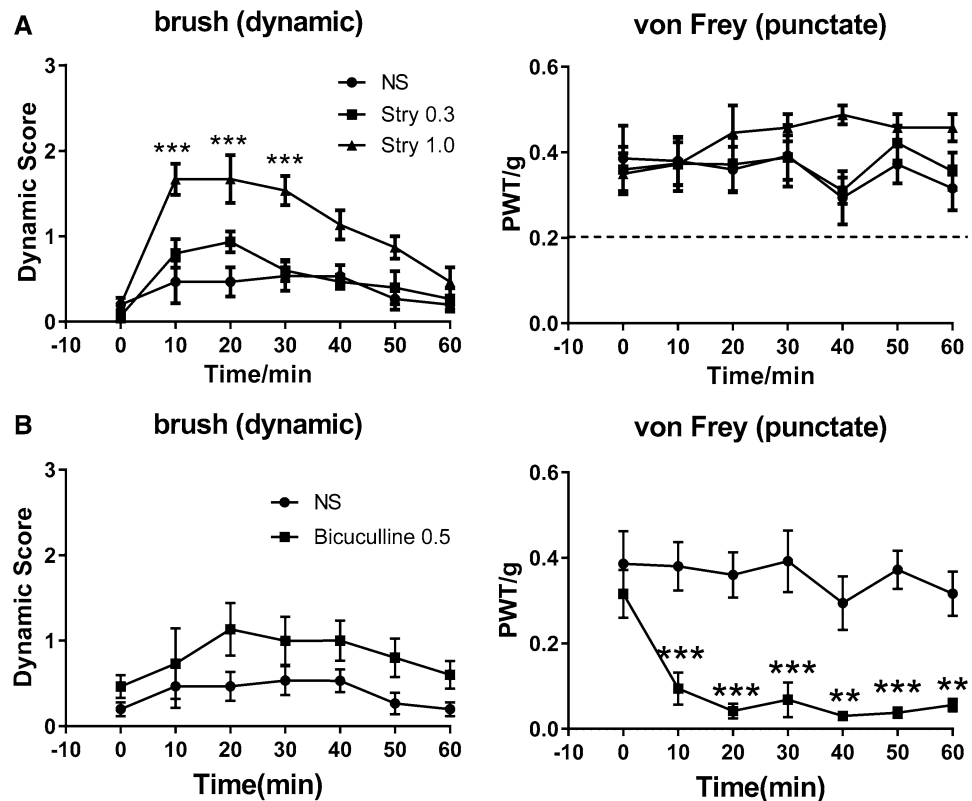 A
brush (dynamic)
Dynamic Score
3
2
1
0
NS
Stry 0.3
Stry 1.0
*** *** ***
-10 0 10 20 30 40 50 60
Time/min
von Frey (punctate)
PWT/g
0.6
0.4
0.2
0.0
-10 0 10 20 30 40 50 60
Time/min
B
brush (dynamic)
Dynamic Score
3
2
1
0
NS
Bicuculline 0.5
-10 0 10 20 30 40 50 60
Time(min)
von Frey (punctate)
PWT/g
0.6
0.4
0.2
0.0
*** *** *** ** *** **
-10 0 10 20 30 40 50 60
Time(min)